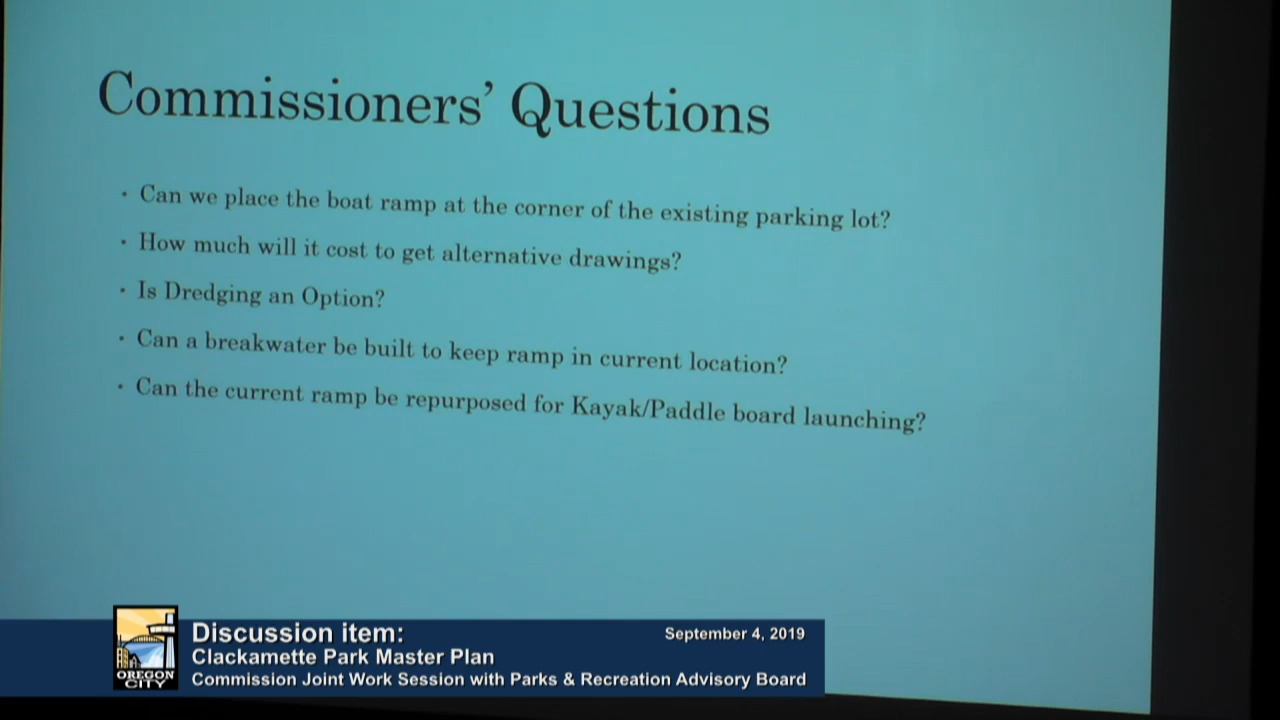 Commissioners' Questions
• Can we place the boat ramp at the corner of the existing parking lot?
• How much will it cost to get alternative drawings?
• Is Dredging an Option?
• Can a breakwater be built to keep ramp in current location?
• Can the current ramp be repurposed for Kayak/Paddle board launching?
OREGON
CITY
Discussion item:
September 4, 2019
Clackamette Park Master Plan
Commission Joint Work Session with Parks & Recreation Advisory Board